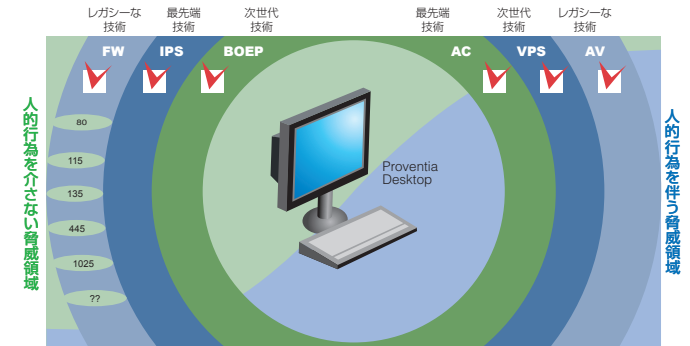 レガシーな
技術
最先端
技術
次世代
技術
最先端
技術
次世代
技術
レガシーな
技術
FW
IPS
BOEP
AC
VPS
AV
人的行為を介さない脅威領域
80
115
135
445
1025
??
Proventia
Desktop
人的行為を伴う脅威領域